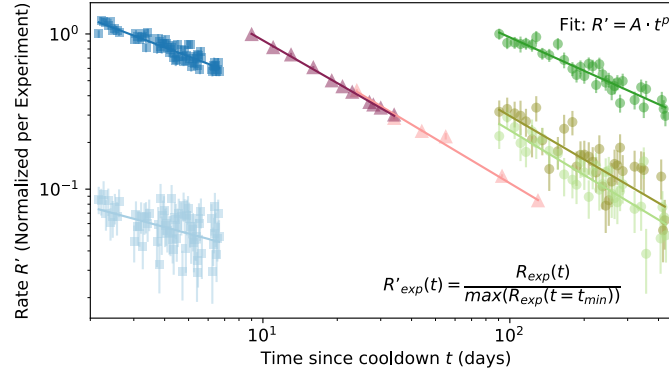 Fit: R' = A · t^p
10^0
10^-1
Rate R' (Normalized per Experiment)
R'_exp(t) = R_exp(t) / max(R_exp(t = t_min))
10^1
10^2
Time since cooldown t (days)